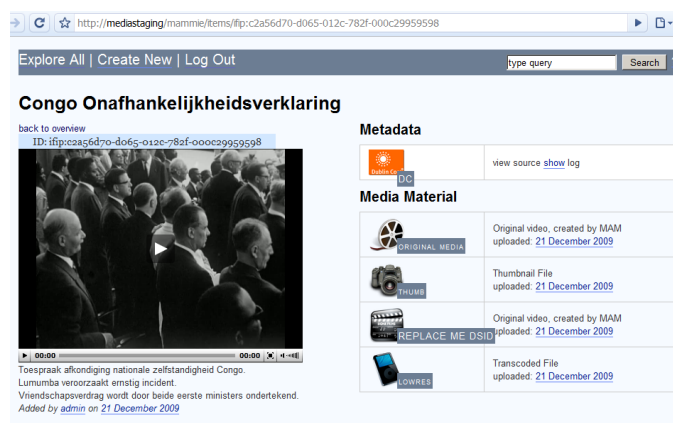 http://mediastaging/mammie/items/ifip:c2a56d70-d065-012c-782f-000c29959598
Explore All | Create New | Log Out
type query
Search
Congo Onafhankelijkheidsverklaring
back to overview
ID: ifip:c2a56d70-d065-012c-782f-000c29959598
00:00
00:00
Toespraak afkondiging nationale zelfstandigheid Congo.
Lumumba veroorzaakt ernstig incident.
Vriendschapsverdrag wordt door beide eerste ministers ondertekend.
Added by admin on 21 December 2009
Metadata
Dublin Co
DC
view source show log
Media Material
ORIGINAL MEDIA
Original video, created by MAM
uploaded: 21 December 2009
THUMB
Thumbnail File
uploaded: 21 December 2009
REPLACE ME DSID
Original video, created by MAM
uploaded: 21 December 2009
LOWRES
Transcoded File
uploaded: 21 December 2009